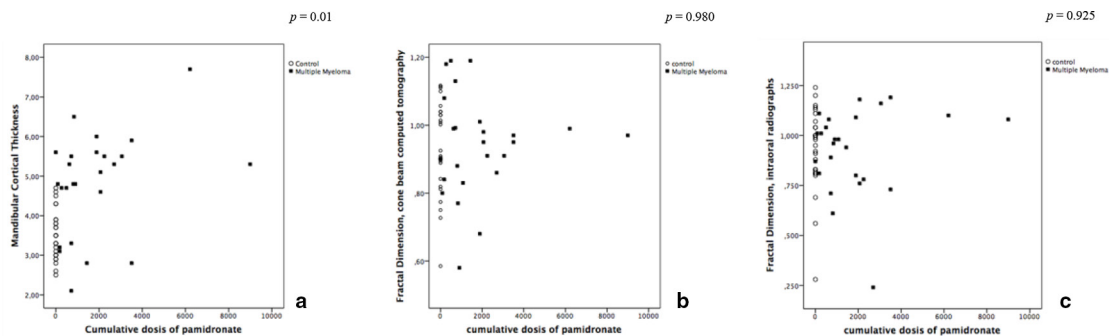 p = 0.01
Mandibular Cortical Thickness
8,00
7,00
6,00
5,00
4,00
3,00
2,00
0
2000
4000
6000
8000
10000
Cumulative dosis of pamidronate
Control
Multiple Myeloma
a
p = 0.980
Fractal Dimension, cone beam computed tomography
1,20
1,00
,80
,60
0
2000
4000
6000
8000
10000
cumulative dosis of pamidronate
control
Multiple Myeloma
b
p = 0.925
Fractal Dimension, intraoral radiographs
1,250
1,000
,750
,500
,250
0
2000
4000
6000
8000
10000
cumulative dosis of pamidronate
control
Multiple Myeloma
c